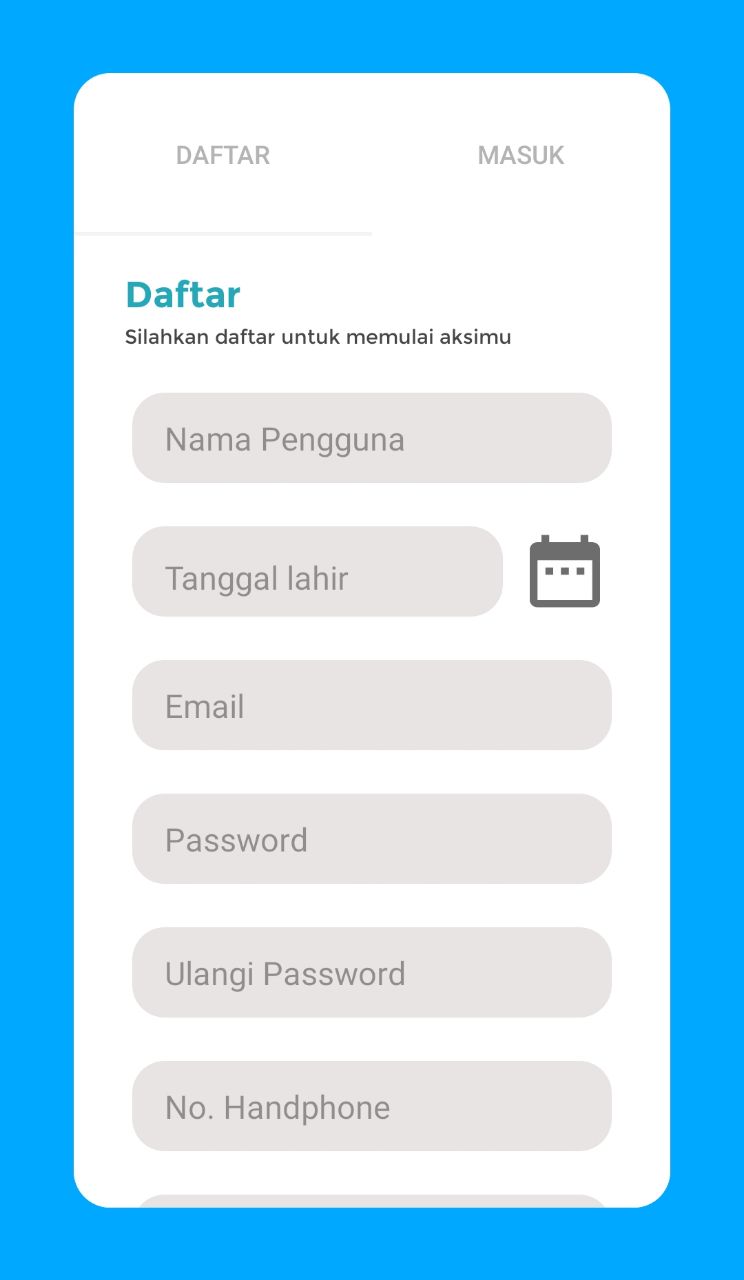 DAFTAR MASUK
Daftar
Silahkan daftar untuk memulai aksimu
Nama Pengguna
Tanggal lahir
Email
Password
Ulangi Password
No. Handphone